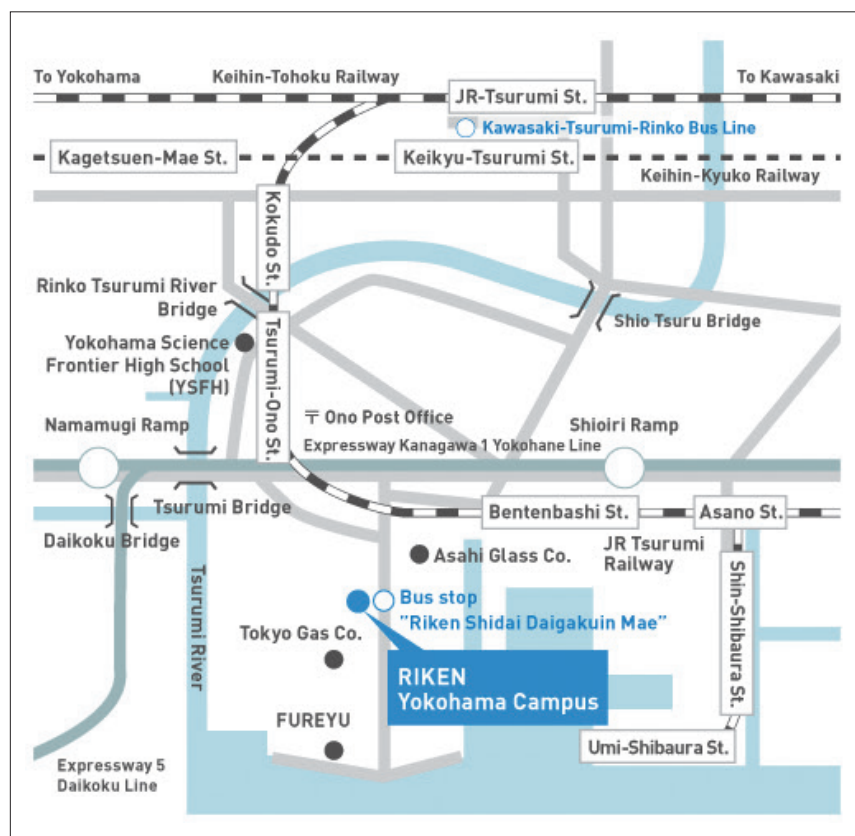 To Yokohama
Keihin-Tohoku Railway
To Kawasaki
JR-Tsurumi St.
Kawasaki-Tsurumi-Rinko Bus Line
Kagetsuen-Mae St.
Keikyu-Tsurumi St.
Keihin-Kyuko Railway
Kokudo St.
Rinko Tsurumi River
Bridge
Shio Tsuru Bridge
Yokohama Science
Frontier High School
(YSFH)
Tsurumi-Ono St.
〒 Ono Post Office
Namamugi Ramp
Shioiri Ramp
Expressway Kanagawa 1 Yokohane Line
Tsurumi Bridge
Daikoku Bridge
Bentenbashi St.
Asano St.
JR Tsurumi
Railway
Asahi Glass Co.
Tsurumi River
Shin-Shibaura St.
Bus stop
"Riken Shidai Daigakuin Mae"
Tokyo Gas Co.
RIKEN
Yokohama Campus
FUREYU
Umi-Shibaura St.
Expressway 5
Daikoku Line